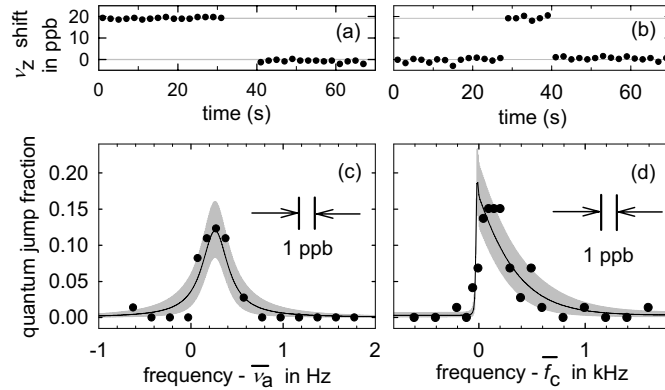 ν_z shift
in ppb
20
0
(a)
0 20 40 60
time (s)
(b)
0 20 40 60
time (s)
quantum jump fraction
0.20
0.15
0.10
0.05
0.00
(c)
1 ppb
-1 0 1 2
frequency - ν̅_a in Hz
(d)
1 ppb
0 1
frequency - f̅_c in kHz